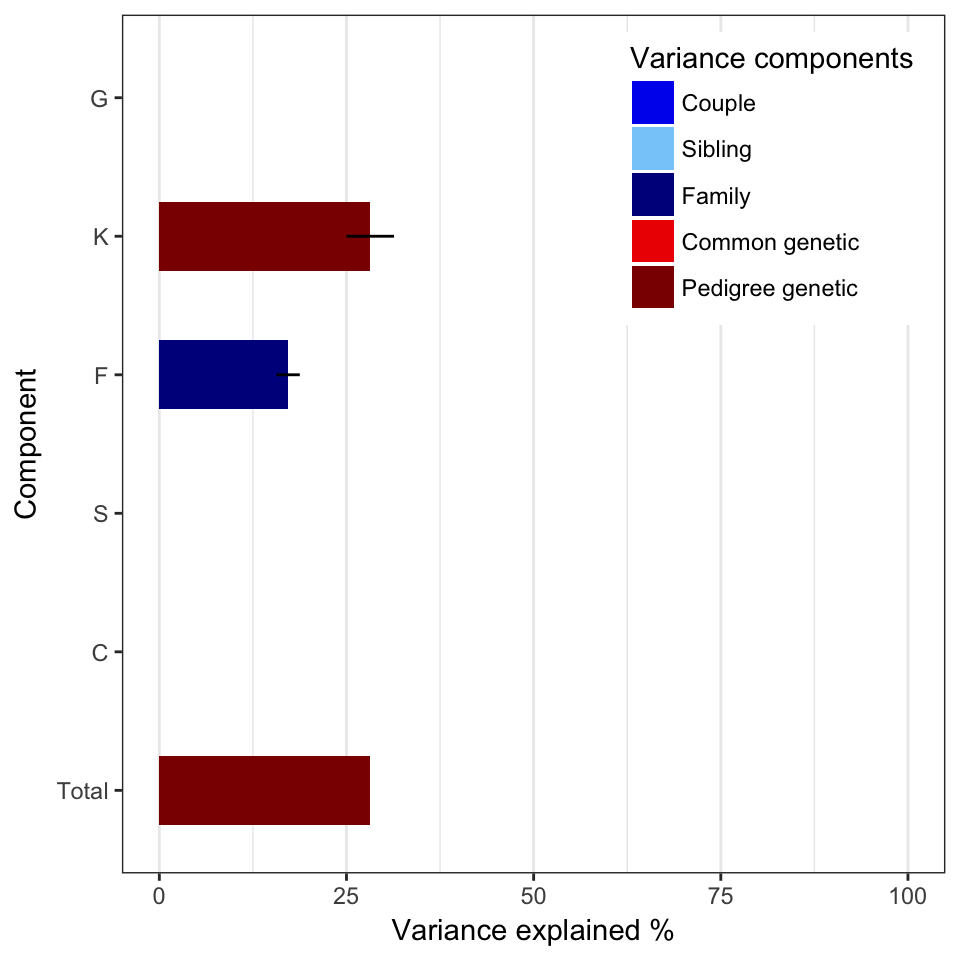 Variance components
Couple
Sibling
Family
Common genetic
Pedigree genetic
G
K
F
S
C
Total
Component
0 25 50 75 100
Variance explained %